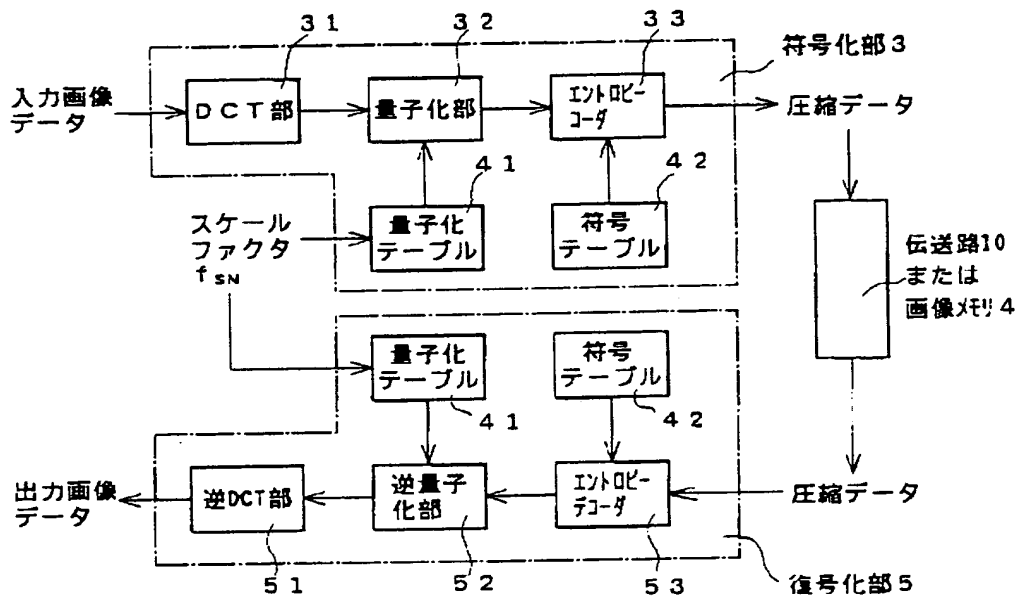 31
32
33
符号化部3
入力画像
データ
DCT部
量子化部
エントロピー
コーダ
圧縮データ
41
42
スケール
ファクタ
fSN
量子化
テーブル
符号
テーブル
伝送路10
または
画像メモリ4
量子化
テーブル
符号
テーブル
41
42
出力画像
データ
逆DCT部
逆量子
化部
エントロピー
デコーダ
圧縮データ
51
52
53
復号化部5